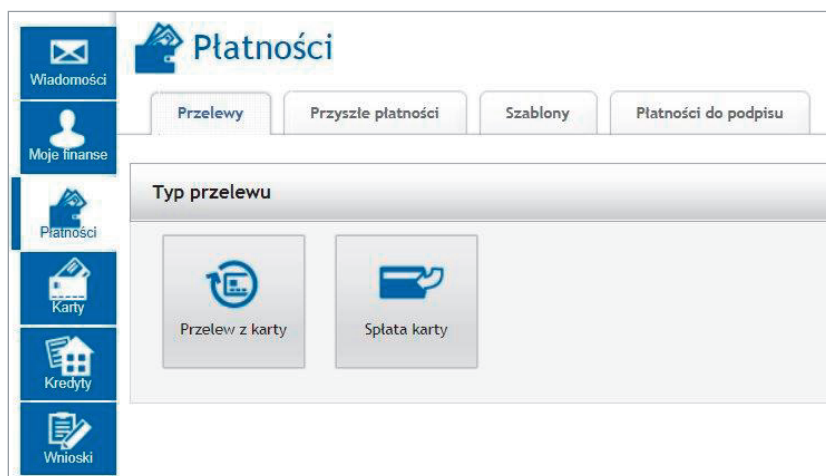 Płatności
Wiadomości
Moje finanse
Płatności
Karty
Kredyty
Wnioski
Przelewy
Przyszłe płatności
Szablony
Płatności do podpisu
Typ przelewu
Przelew z karty
Spłata karty